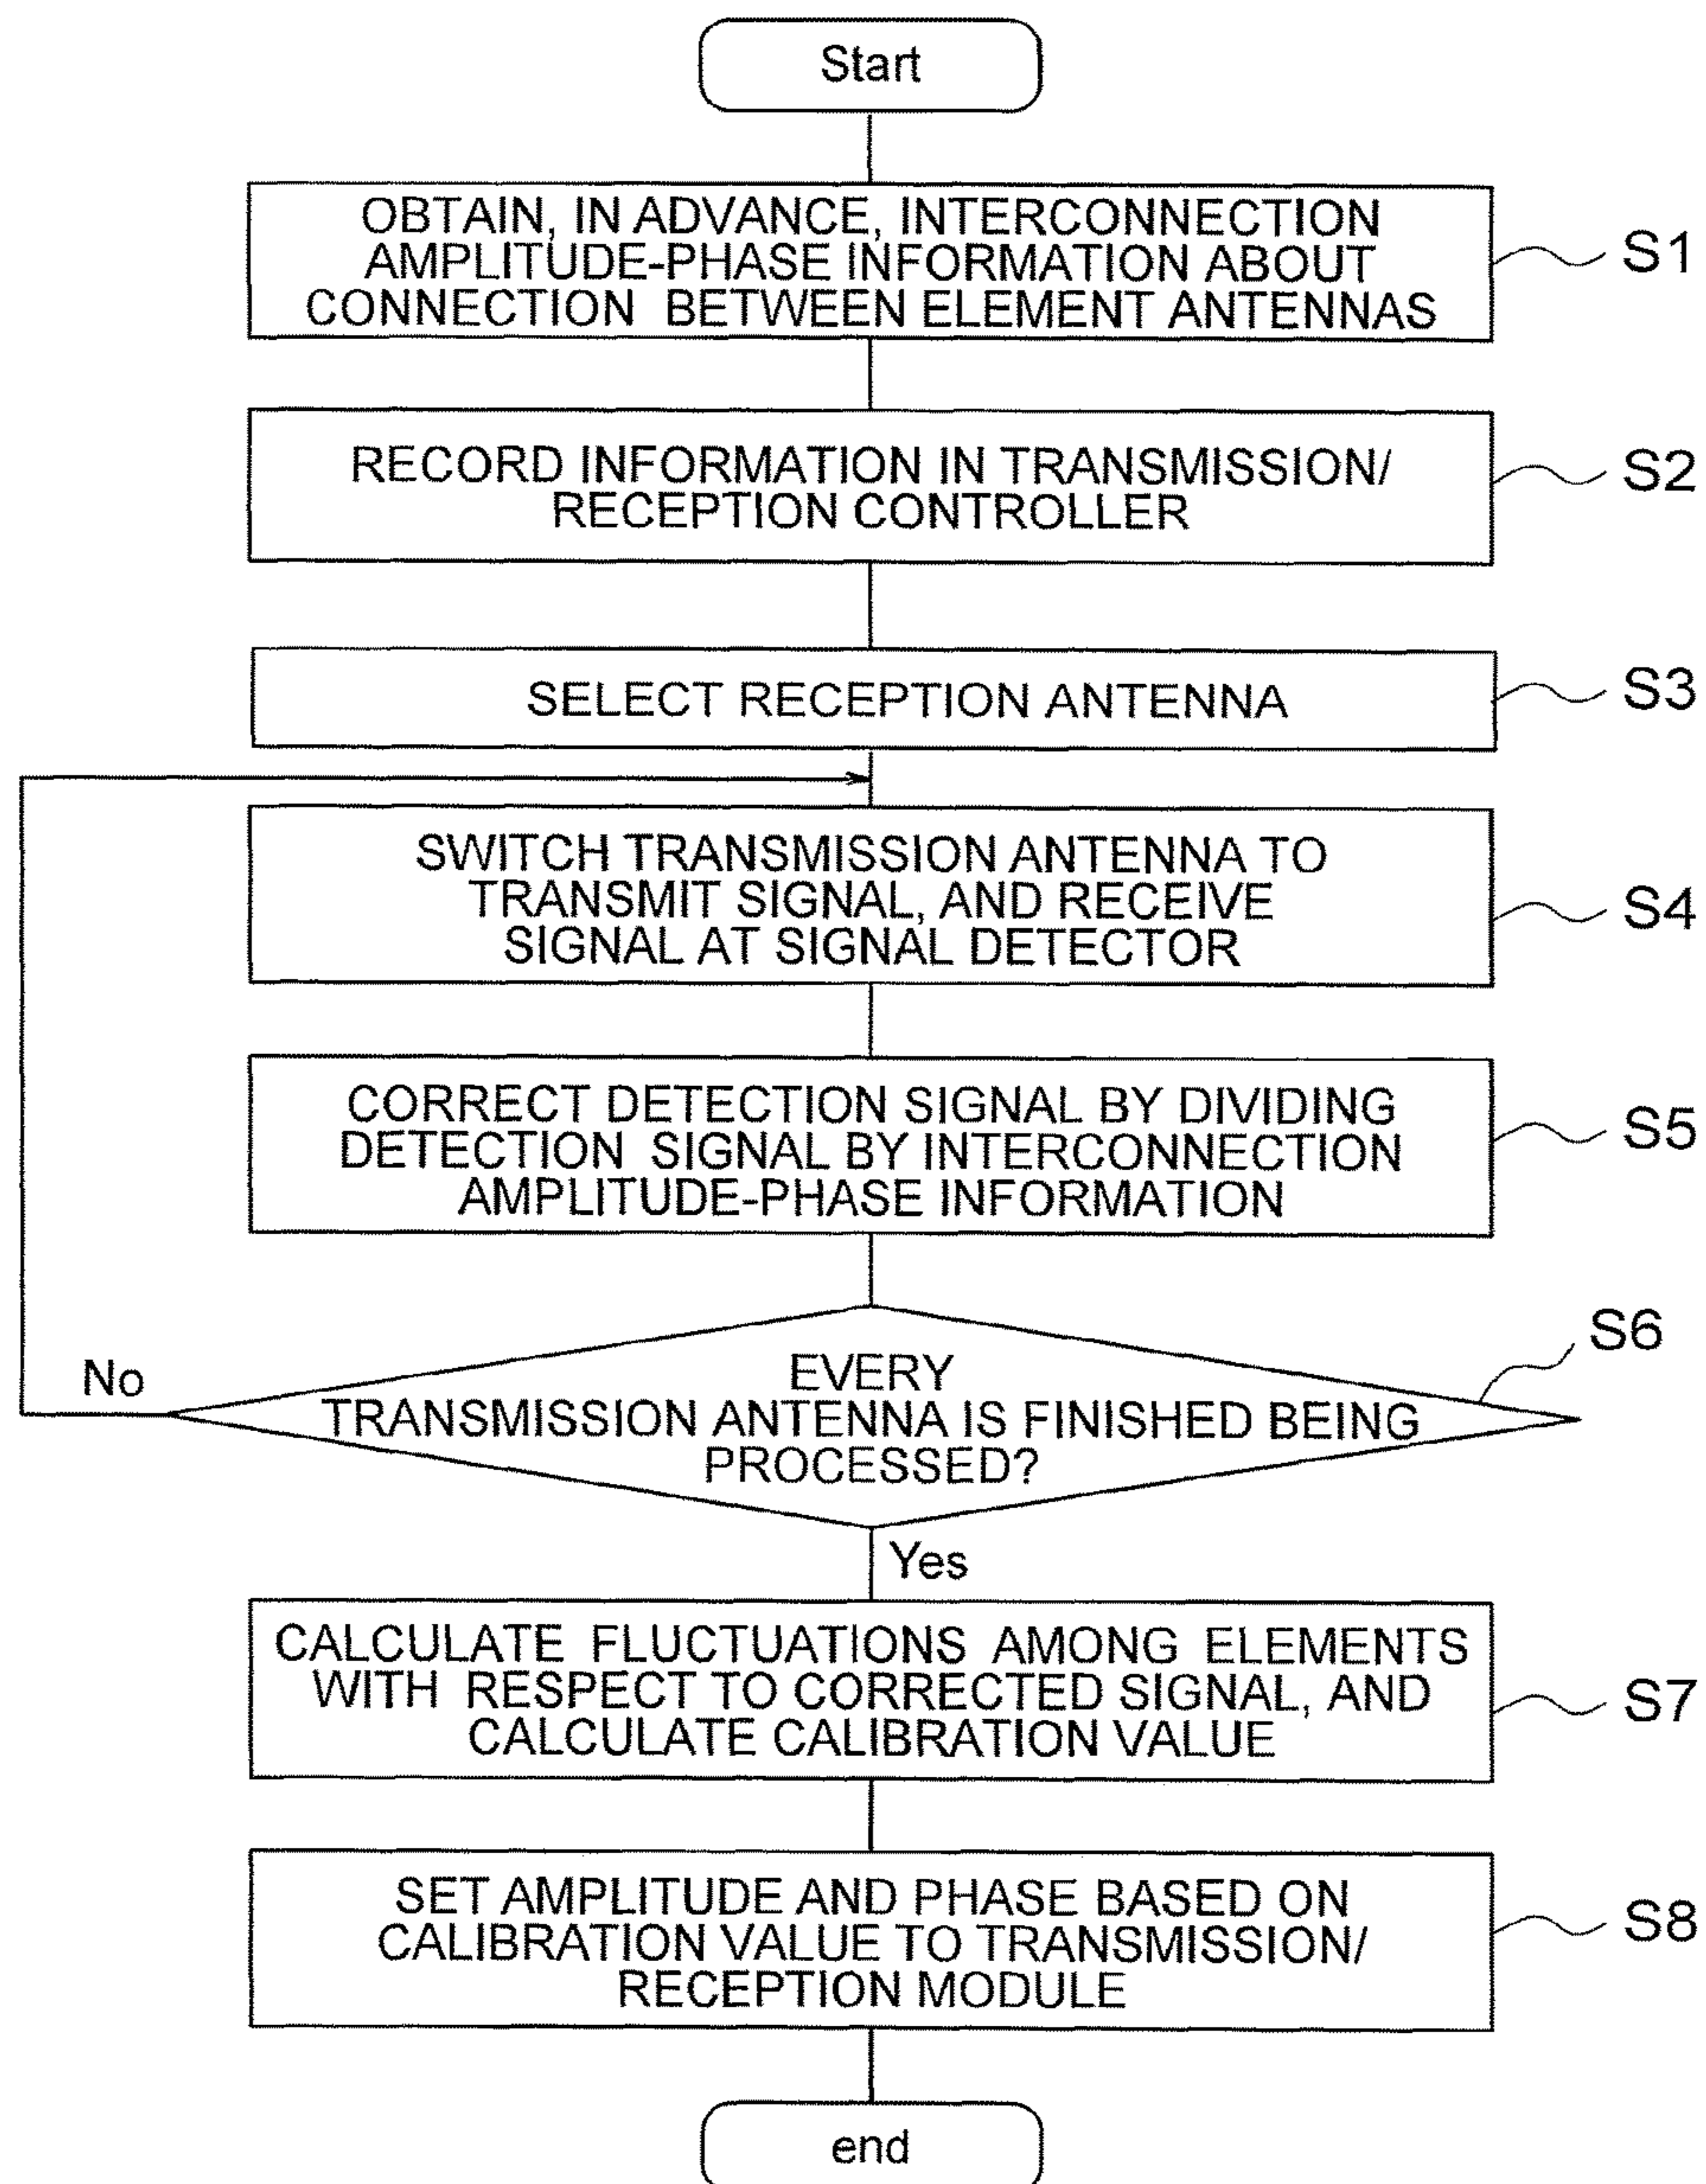 Start
OBTAIN, IN ADVANCE, INTERCONNECTION
AMPLITUDE-PHASE INFORMATION ABOUT
CONNECTION BETWEEN ELEMENT ANTENNAS
S1
RECORD INFORMATION IN TRANSMISSION/
RECEPTION CONTROLLER
S2
SELECT RECEPTION ANTENNA
S3
SWITCH TRANSMISSION ANTENNA TO
TRANSMIT SIGNAL, AND RECEIVE
SIGNAL AT SIGNAL DETECTOR
S4
CORRECT DETECTION SIGNAL BY DIVIDING
DETECTION SIGNAL BY INTERCONNECTION
AMPLITUDE-PHASE INFORMATION
S5
EVERY
TRANSMISSION ANTENNA IS FINISHED BEING
PROCESSED?
S6
No
Yes
CALCULATE FLUCTUATIONS AMONG ELEMENTS
WITH RESPECT TO CORRECTED SIGNAL, AND
CALCULATE CALIBRATION VALUE
S7
SET AMPLITUDE AND PHASE BASED ON
CALIBRATION VALUE TO TRANSMISSION/
RECEPTION MODULE
S8
end